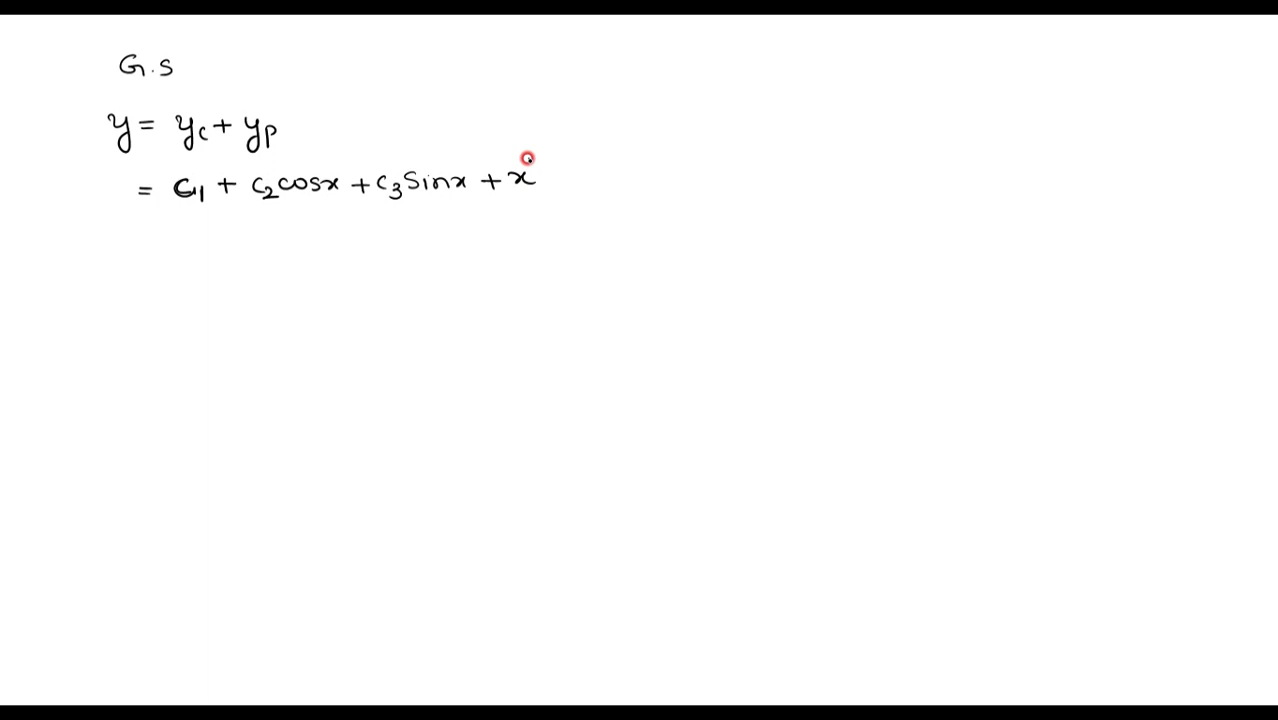 G.S
y = yc + yp
= C1 + C2cosx + C3Sinx + x